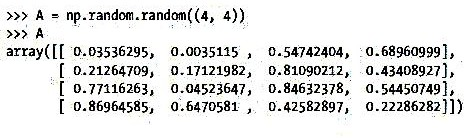 >>> A = np.random.random((4, 4))
>>> A
array([[ 0.03536295, 0.0035115 , 0.54742404, 0.68960999],
[ 0.21264709, 0.17121982, 0.81090212, 0.43408927],
[ 0.77116263, 0.04523647, 0.84632378, 0.54450749],
[ 0.86964585, 0.6470581 , 0.42582897, 0.22286282]])